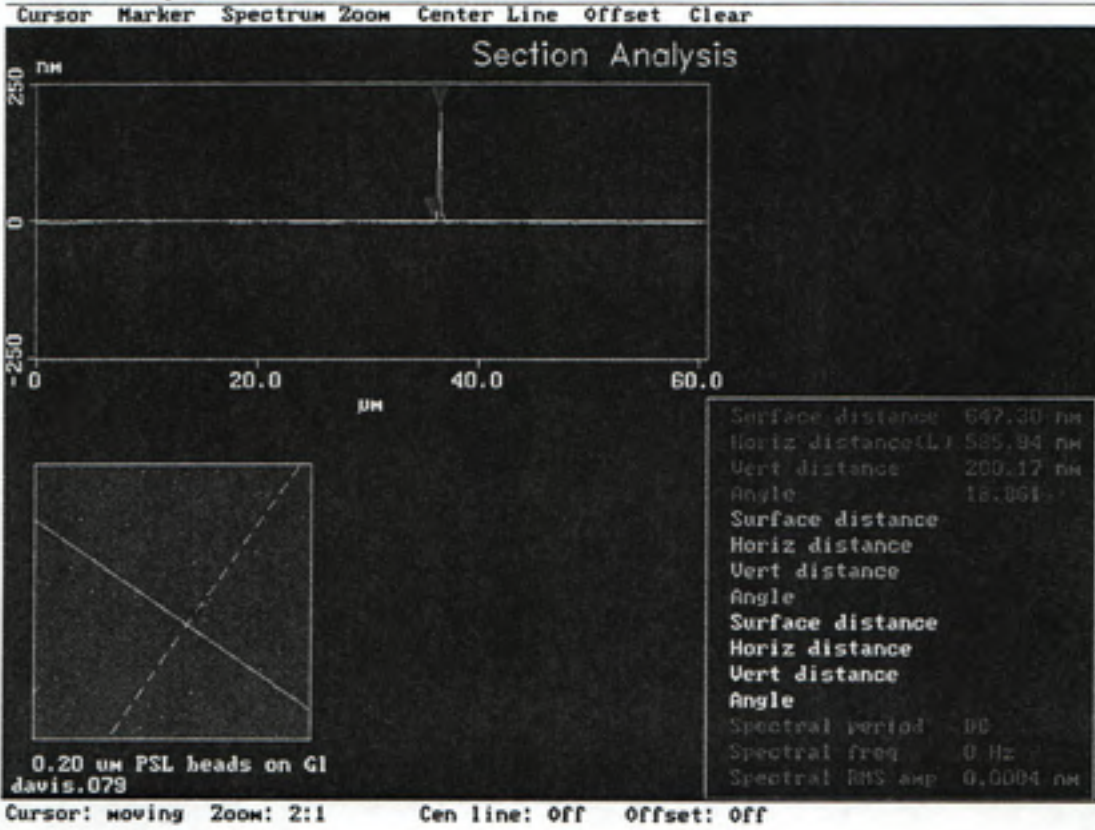 Cursor Marker Spectrum Zoom Center Line Offset Clear
Section Analysis
nm
250
0
-250
0 20.0 40.0 60.0
µm
Surface distance 647.30 nm
Horiz distance(L) 585.94 nm
Vert distance 200.17 nm
Angle 18.861
Surface distance
Horiz distance
Vert distance
Angle
Surface distance
Horiz distance
Vert distance
Angle
Spectral period DC
Spectral freq 0 Hz
Spectral RMS amp 0.0004 nm
0.20 um PSL beads on Gl
davis.079
Cursor: moving Zoom: 2:1 Cen line: Off Offset: Off